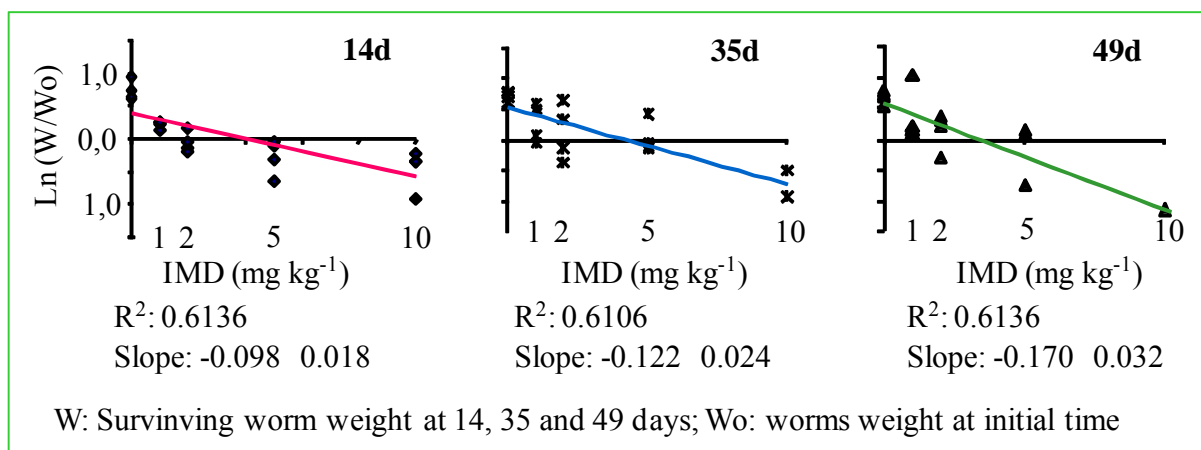 14d 35d 49d
Ln (W/Wo)
1,0
0,0
1,0
1 2 5 10 1 2 5 10 1 2 5 10
IMD (mg kg-1) IMD (mg kg-1) IMD (mg kg-1)
R2: 0.6136 R2: 0.6106 R2: 0.6136
Slope: -0.098 0.018 Slope: -0.122 0.024 Slope: -0.170 0.032
W: Survinving worm weight at 14, 35 and 49 days; Wo: worms weight at initial time